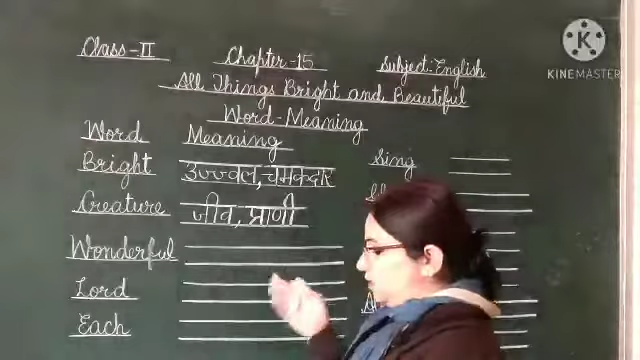 Class-II Chapter-15 Subject:English
All Things Bright and Beautiful
Word-Meaning
Word Meaning
Bright उज्ज्वल, चमकदार
Creature जीव, प्राणी
Wonderful
Lord
Each
Sing
K
KINEMASTER